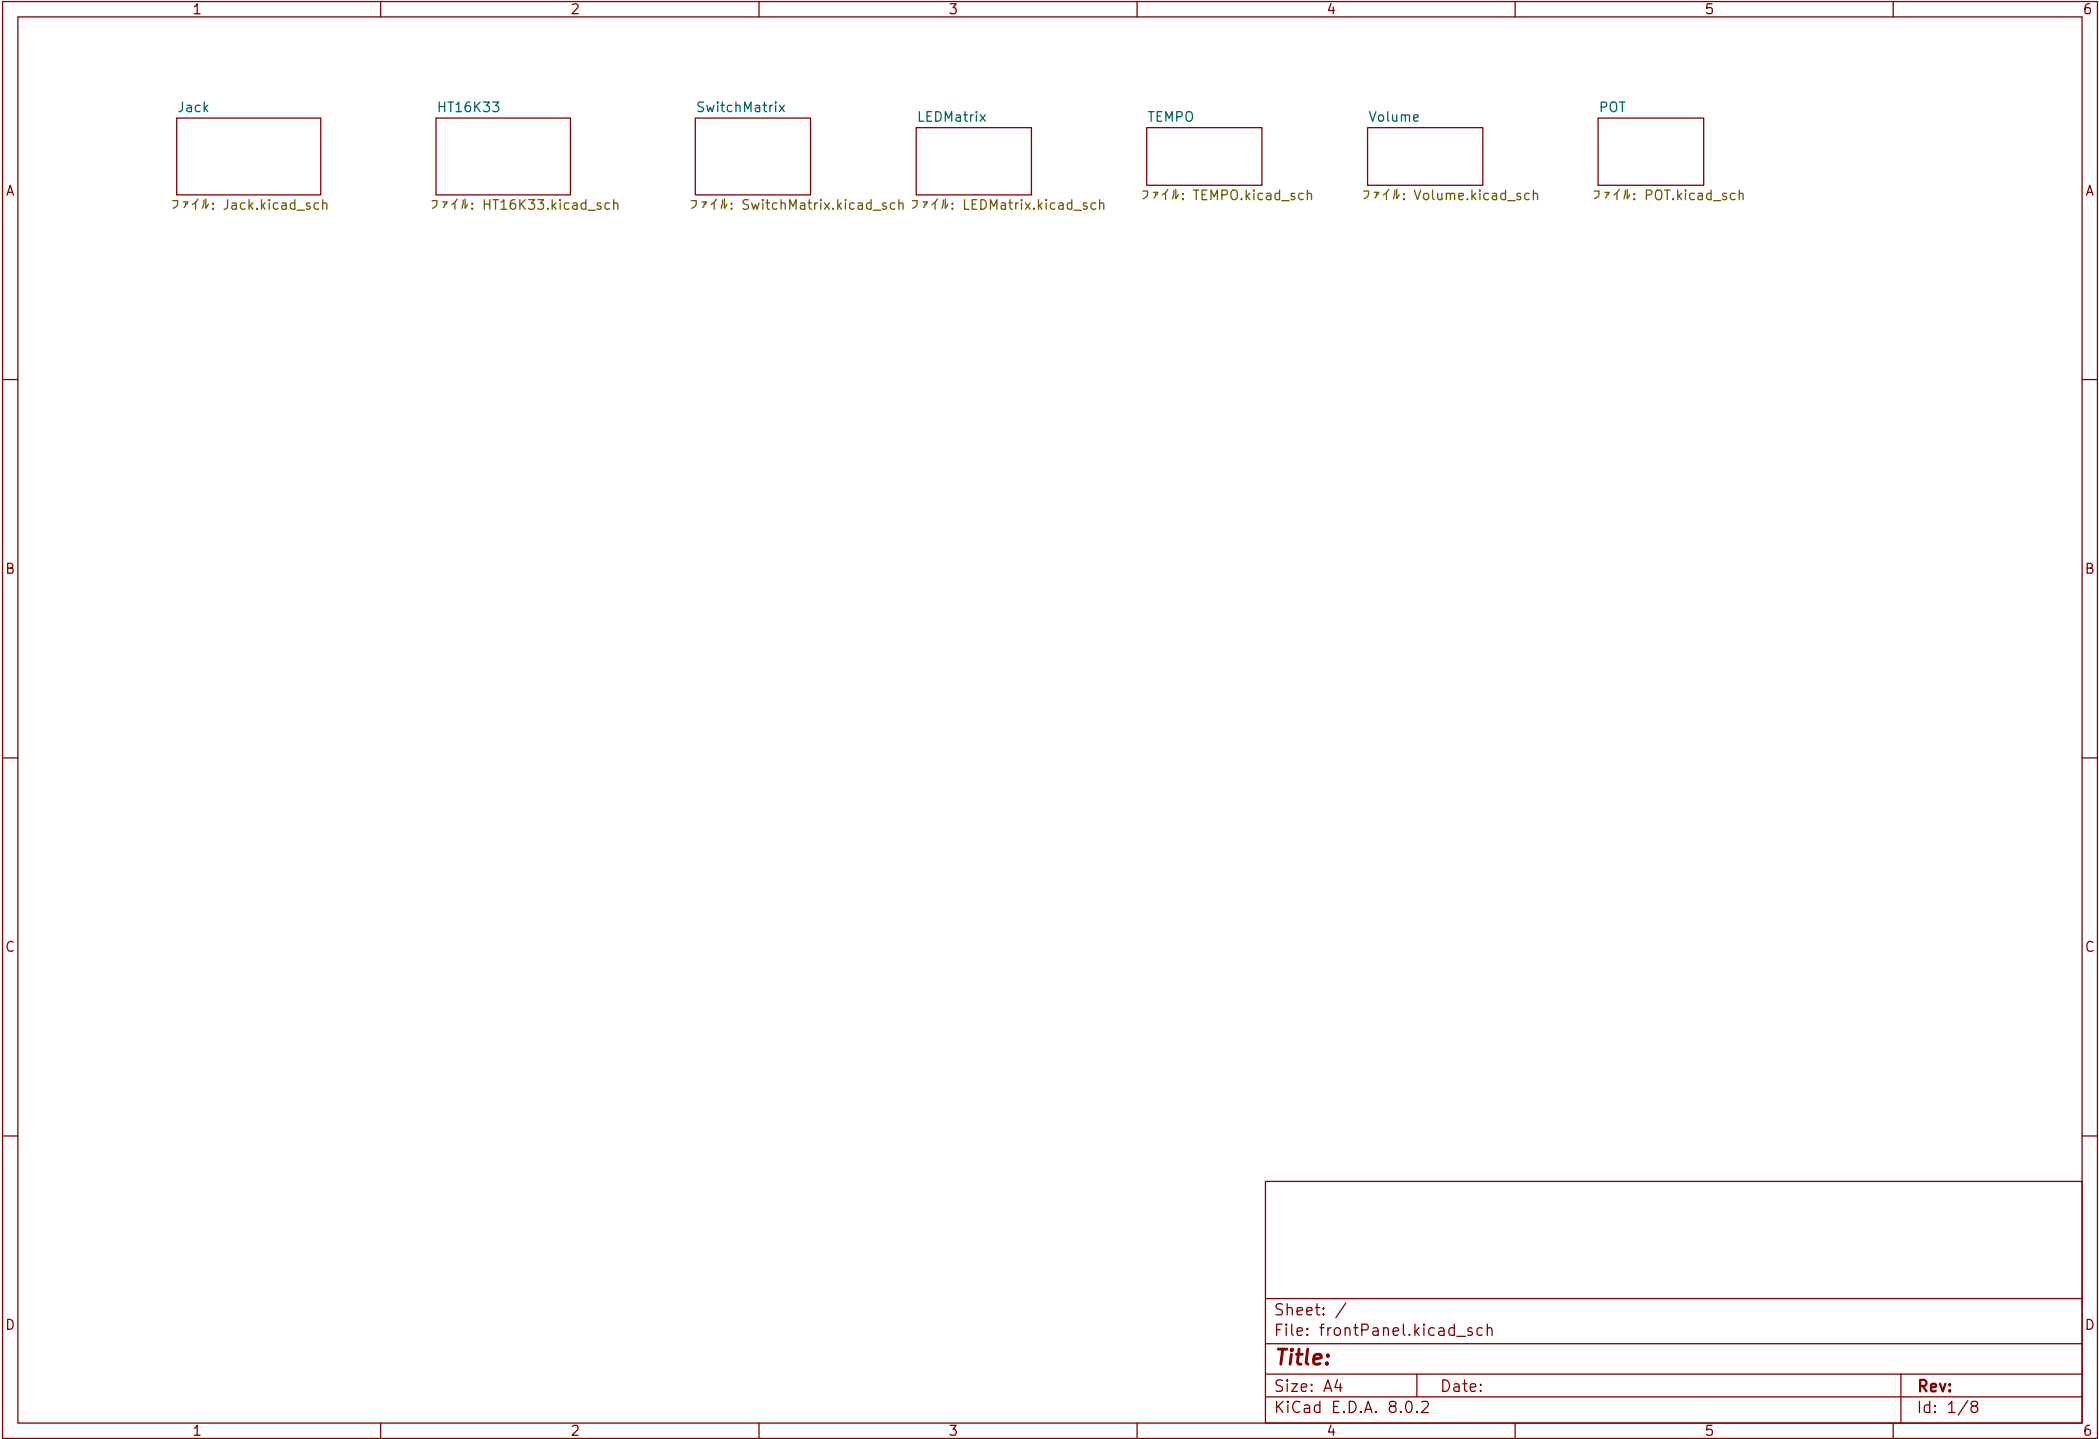 1 2 3 4 5 6
Jack HT16K33 SwitchMatrix POT
LEDMatrix TEMPO Volume
A A
ファイル: TEMPO.kicad_sch ファイル: Volume.kicad_sch ファイル: POT.kicad_sch
ファイル: Jack.kicad_sch ファイル: HT16K33.kicad_sch ファイル: SwitchMatrix.kicad_sch ファイル: LEDMatrix.kicad_sch
B B
C C
Sheet: /
D D
File: frontPanel.kicad_sch
Title:
Size: A4 Date: Rev:
KiCad E.D.A. 8.0.2 Id: 1/8
1 2 3 4 5 6